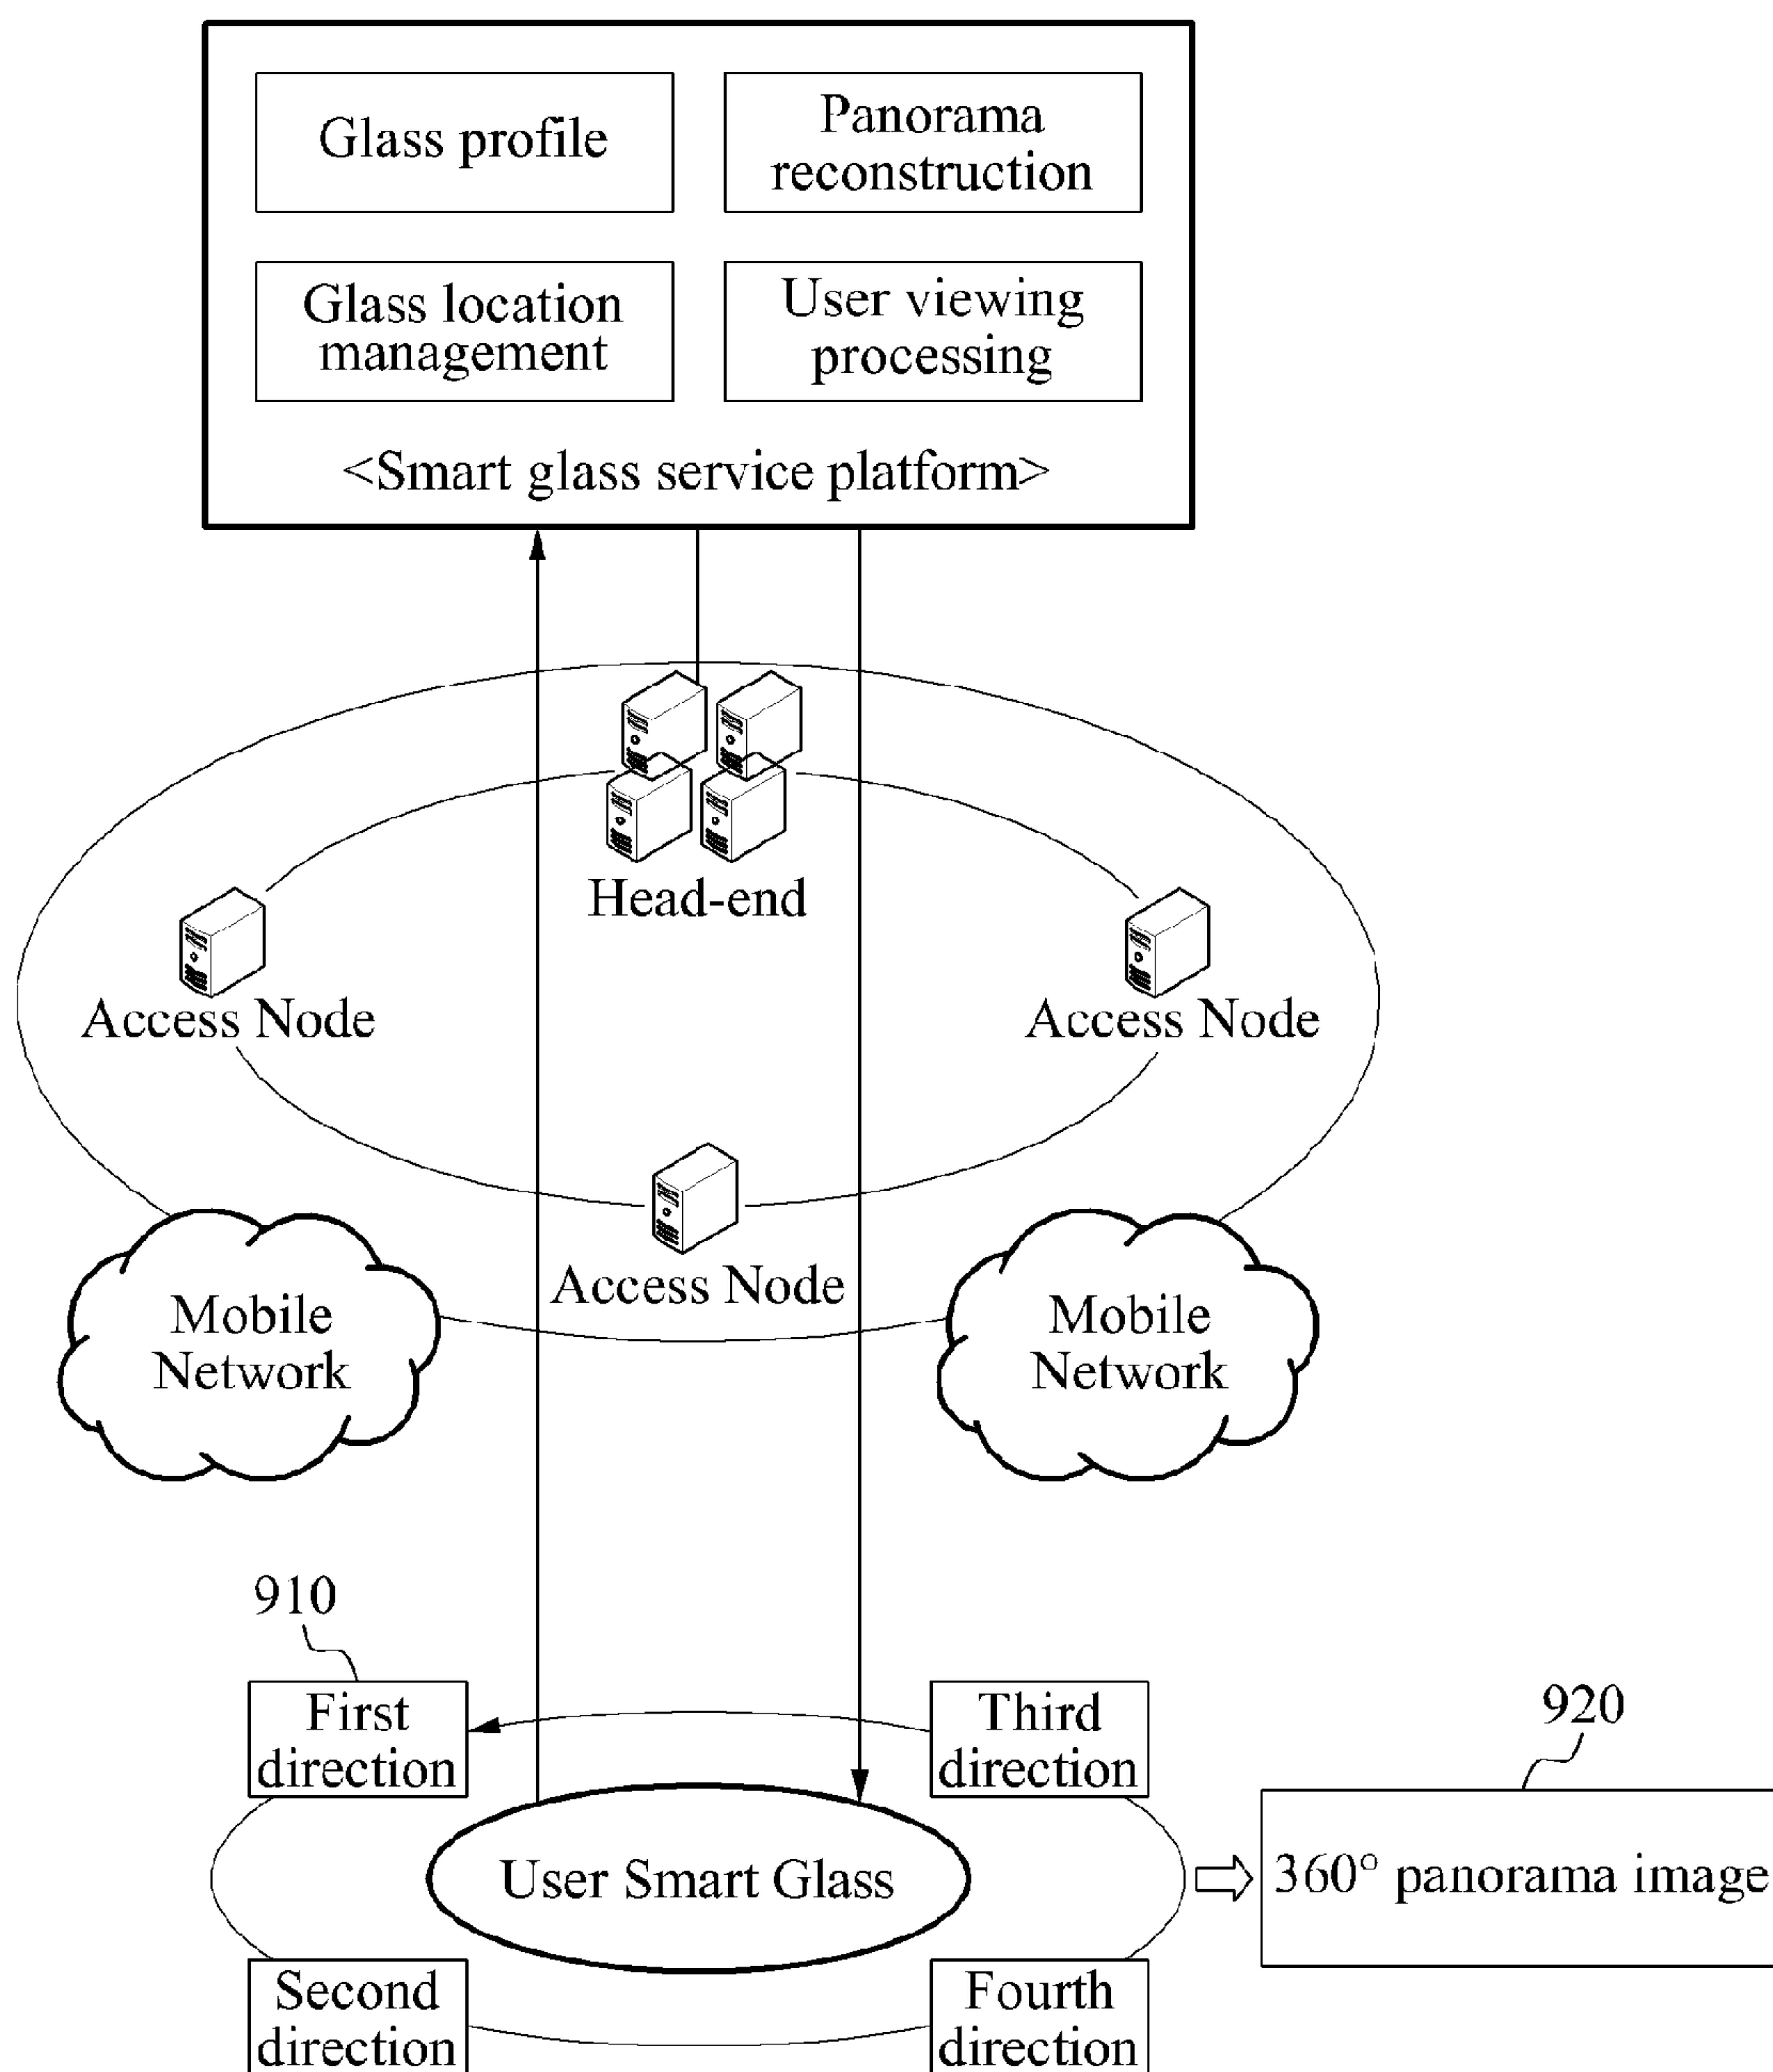 Glass profile
Panorama
reconstruction
Glass location
management
User viewing
processing
<Smart glass service platform>
Head-end
Access Node
Access Node
Access Node
Mobile
Network
Mobile
Network
910
First
direction
Third
direction
920
User Smart Glass
360° panorama image
Second
direction
Fourth
direction